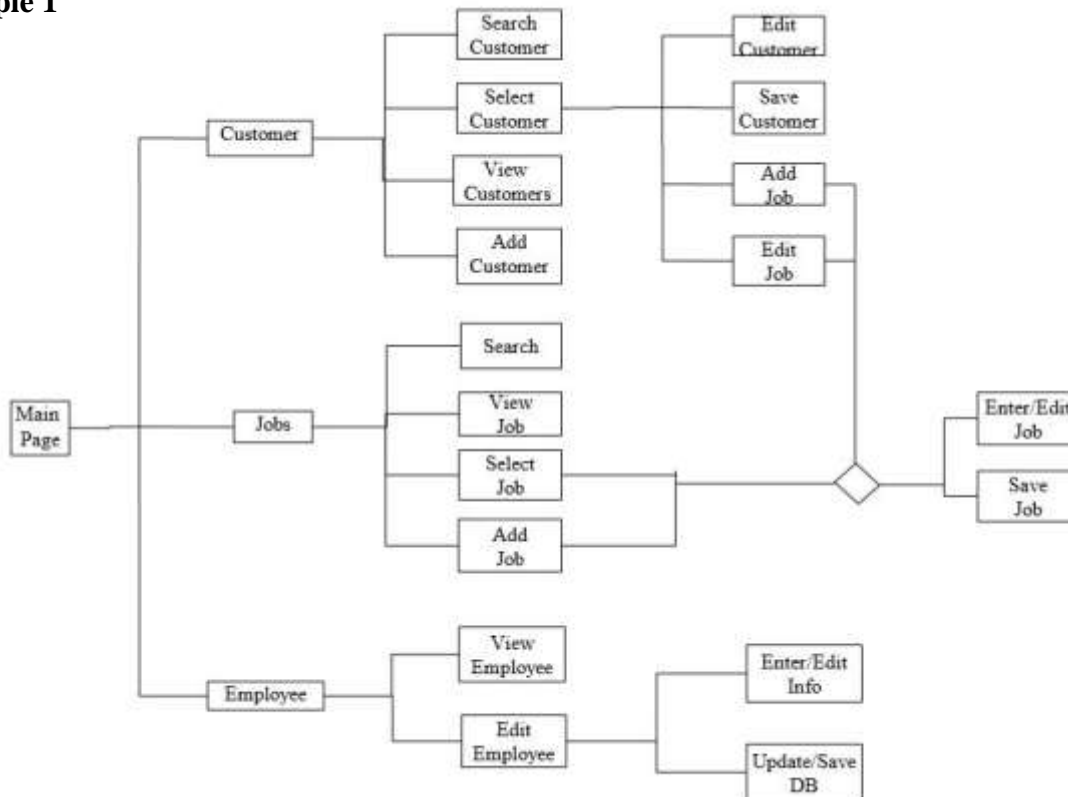 ple 1
Search
Customer
Select
Customer
View
Customers
Add
Customer
Edit
Customer
Save
Customer
Add
Job
Edit
Job
Customer
Search
View
Job
Select
Job
Add
Job
Jobs
Main
Page
Enter/Edit
Job
Save
Job
View
Employee
Edit
Employee
Employee
Enter/Edit
Info
Update/Save
DB